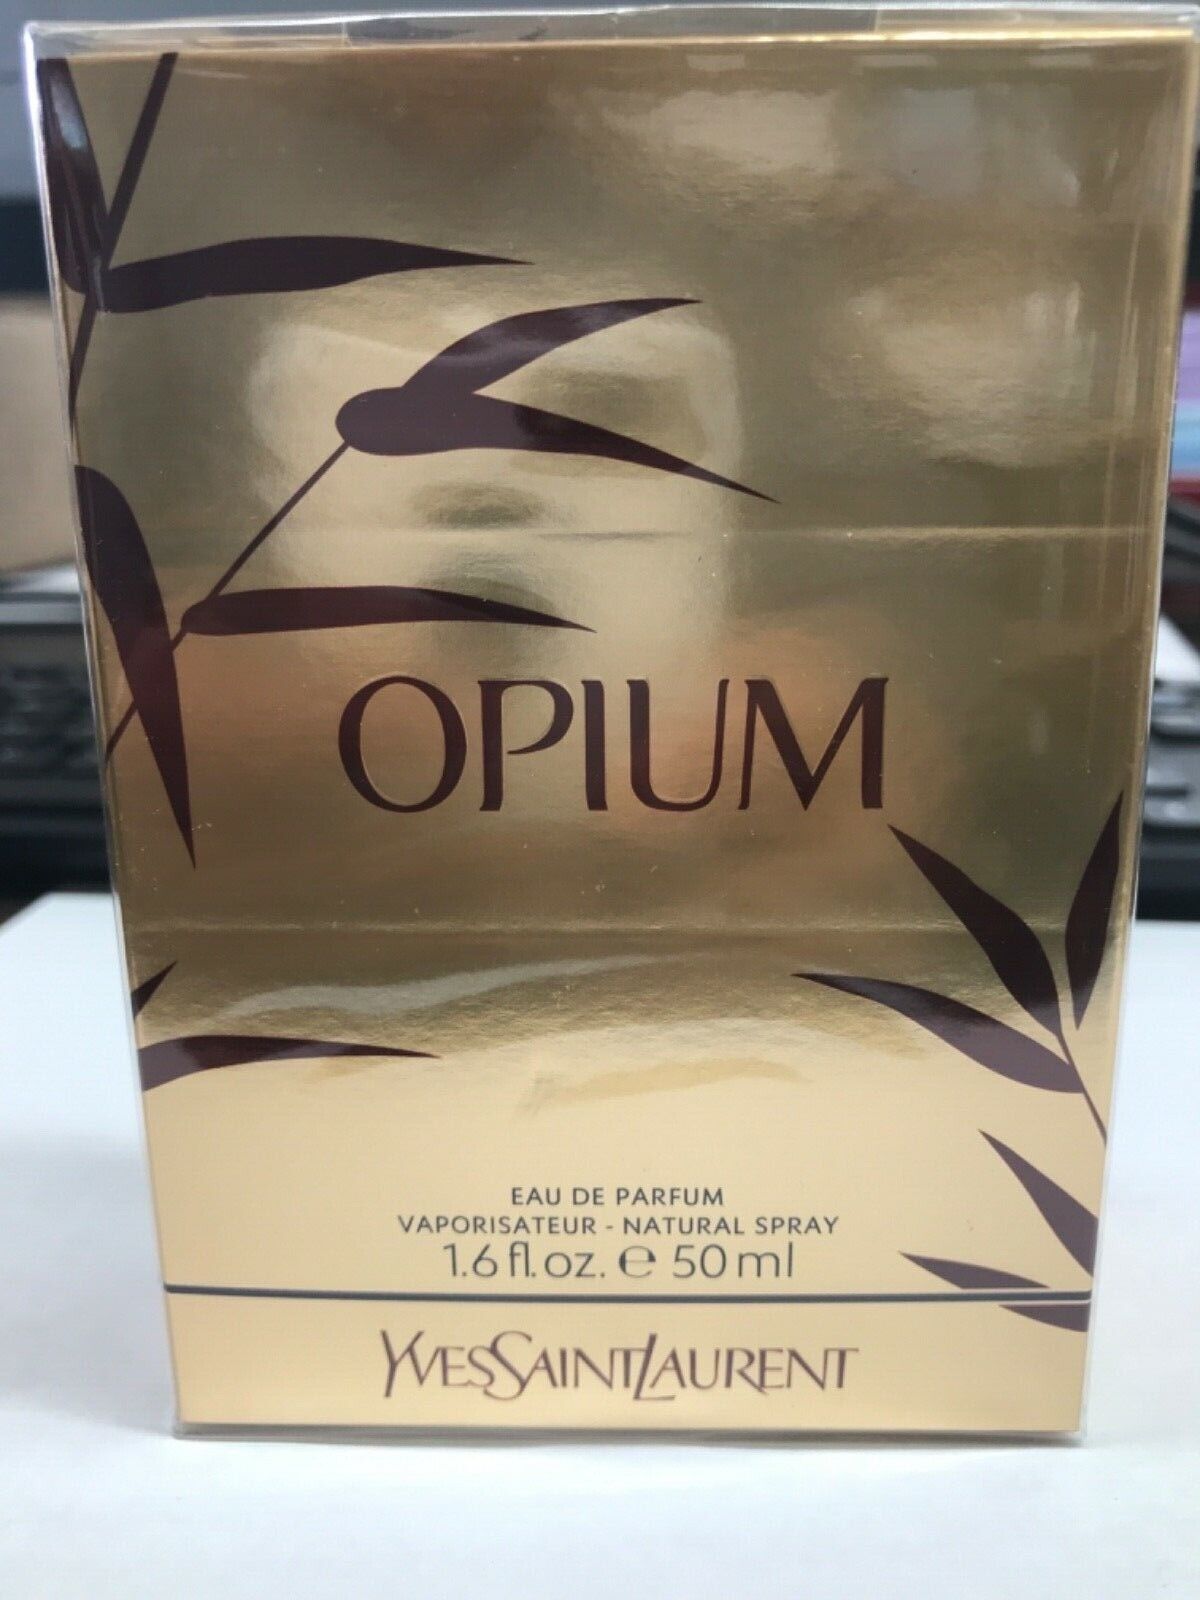 OPIUM
EAU DE PARFUM
VAPORISATEUR - NATURAL SPRAY
1.6 fl.oz. ℮ 50 ml
YVESSAINTLAURENT